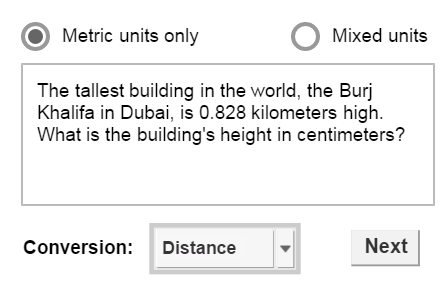 Metric units only
Mixed units
The tallest building in the world, the Burj
Khalifa in Dubai, is 0.828 kilometers high.
What is the building's height in centimeters?
Conversion:
Distance
Next